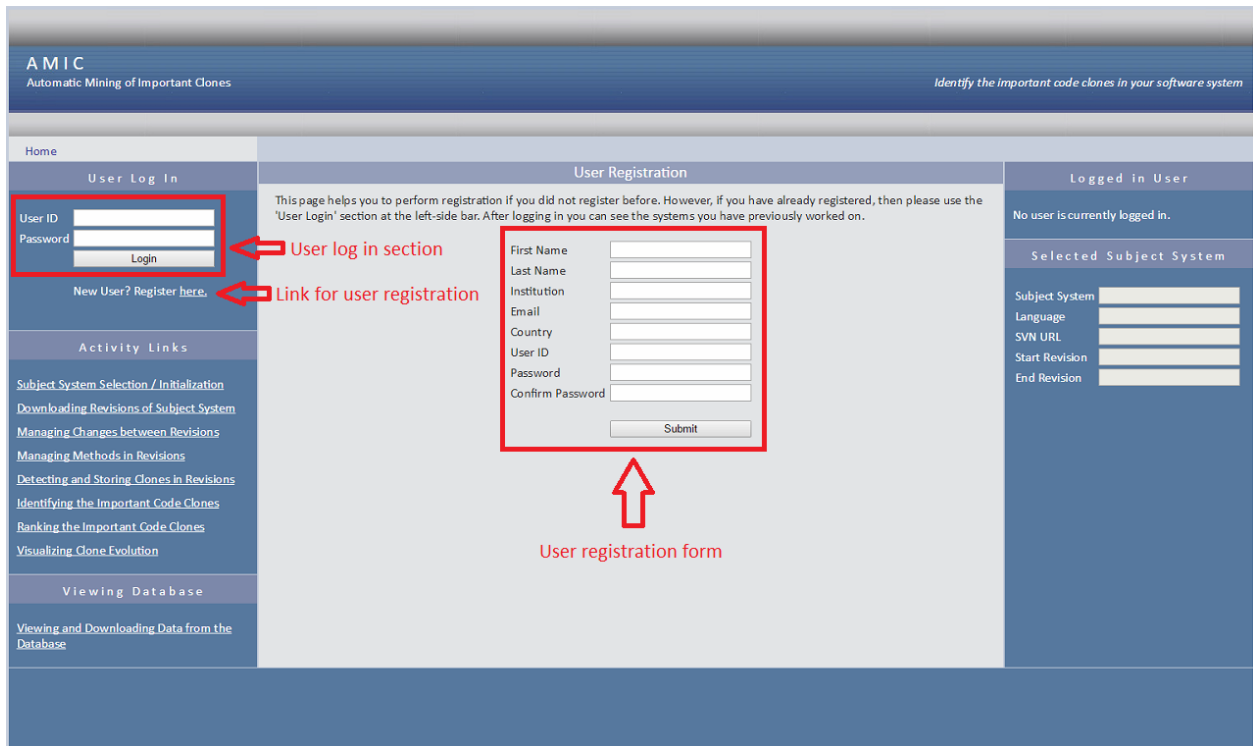 AMIC
Automatic Mining of Important Clones
Identify the important code clones in your software system
Home
User Log In
User ID
Password
Login
New User? Register here.
Activity Links
Subject System Selection / Initialization
Downloading Revisions of Subject System
Managing Changes between Revisions
Managing Methods in Revisions
Detecting and Storing Clones in Revisions
Identifying the Important Code Clones
Ranking the Important Code Clones
Visualizing Clone Evolution
Viewing Database
Viewing and Downloading Data from the
Database
User Registration
This page helps you to perform registration if you did not register before. However, if you have already registered, then please use the
'User Login' section at the left-side bar. After logging in you can see the systems you have previously worked on.
User log in section
Link for user registration
First Name
Last Name
Institution
Email
Country
User ID
Password
Confirm Password
Submit
User registration form
Logged in User
No user is currently logged in.
Selected Subject System
Subject System
Language
SVN URL
Start Revision
End Revision